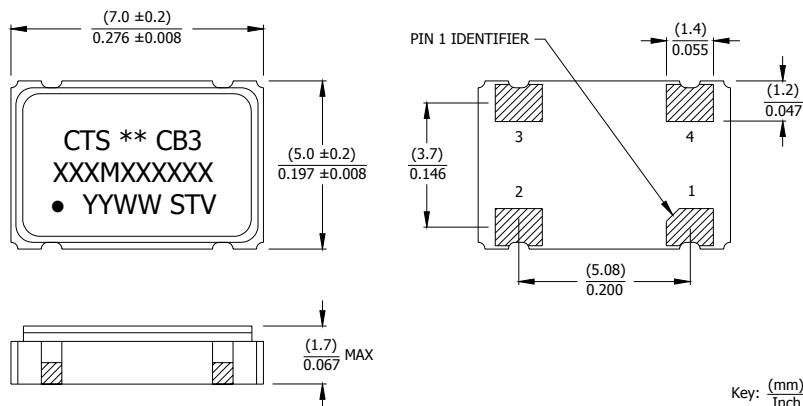 (7.0 ±0.2)
0.276 ±0.008
CTS ** CB3
XXXMXXXXXX
● YYWW STV
(5.0 ±0.2)
0.197 ±0.008
(1.7)
0.067 MAX
PIN 1 IDENTIFIER
(1.4)
0.055
(1.2)
0.047
3
4
(3.7)
0.146
2
1
(5.08)
0.200
Key: (mm)
Inch